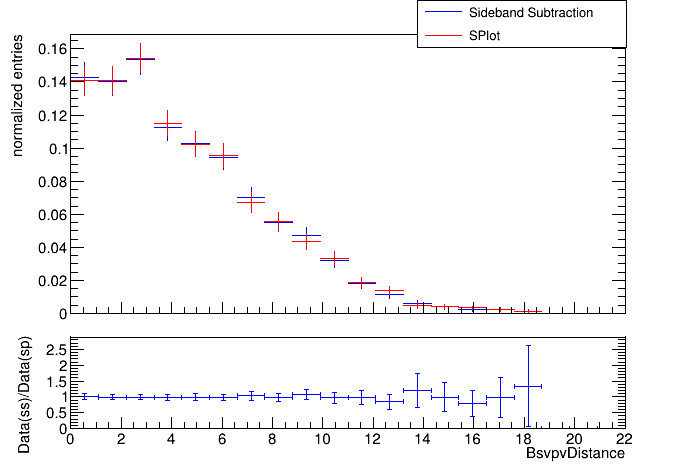 Sideband Subtraction
SPlot
normalized entries
0.16
0.14
0.12
0.1
0.08
0.06
0.04
0.02
0
Data(ss)/Data(sp)
2.5
2
1.5
1
0.5
0
0 2 4 6 8 10 12 14 16 18 20 22
BsvpvDistance